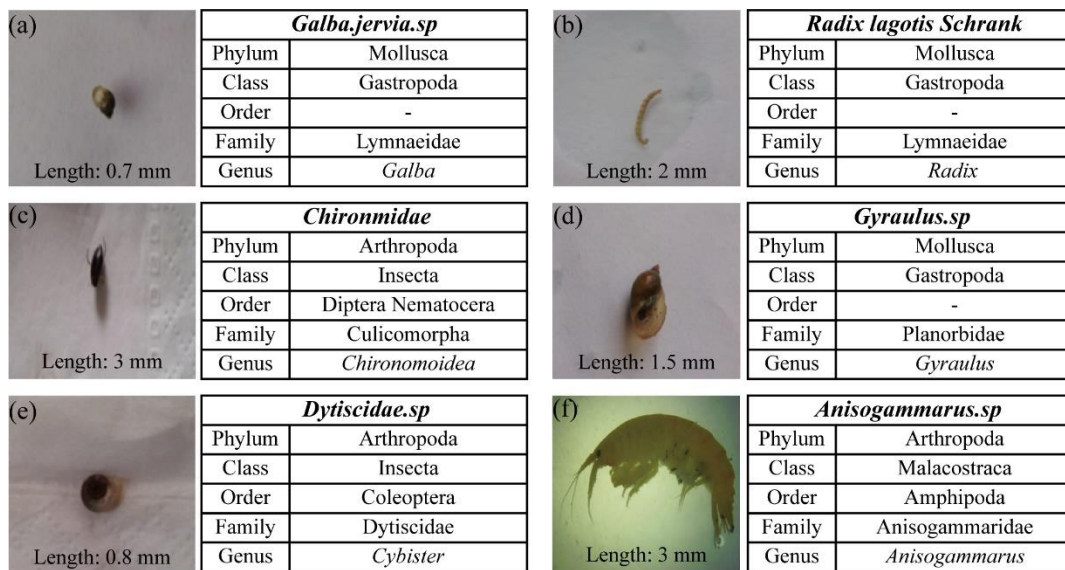 (a)
Length: 0.7 mm
Galba.jervia.sp
Phylum Mollusca
Class Gastropoda
Order -
Family Lymnaeidae
Genus Galba
(b)
Length: 2 mm
Radix lagotis Schrank
Phylum Mollusca
Class Gastropoda
Order -
Family Lymnaeidae
Genus Radix
(c)
Length: 3 mm
Chironmidae
Phylum Arthropoda
Class Insecta
Order Diptera Nematocera
Family Culicomorpha
Genus Chironomoidea
(d)
Length: 1.5 mm
Gyraulus.sp
Phylum Mollusca
Class Gastropoda
Order -
Family Planorbidae
Genus Gyraulus
(e)
Length: 0.8 mm
Dytiscidae.sp
Phylum Arthropoda
Class Insecta
Order Coleoptera
Family Dytiscidae
Genus Cybister
(f)
Length: 3 mm
Anisogammarus.sp
Phylum Arthropoda
Class Malacostraca
Order Amphipoda
Family Anisogammaridae
Genus Anisogammarus